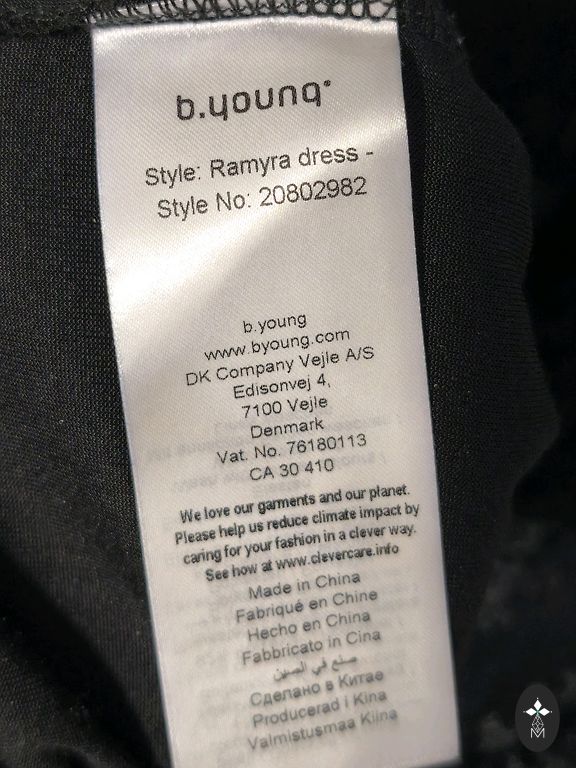 b.young®
Style: Ramyra dress -
Style No: 20802982
b.young
www.byoung.com
DK Company Vejle A/S
Edisonvej 4,
7100 Vejle
Denmark
Vat. No. 76180113
CA 30 410
We love our garments and our planet.
Please help us reduce climate impact by
caring for your fashion in a clever way.
See how at www.clevercare.info
Made in China
Fabriqué en Chine
Hecho en China
Fabbricato in Cina
صنع في الصين
Сделано в Китае
Producerad i Kina
Valmistusmaa Kiina